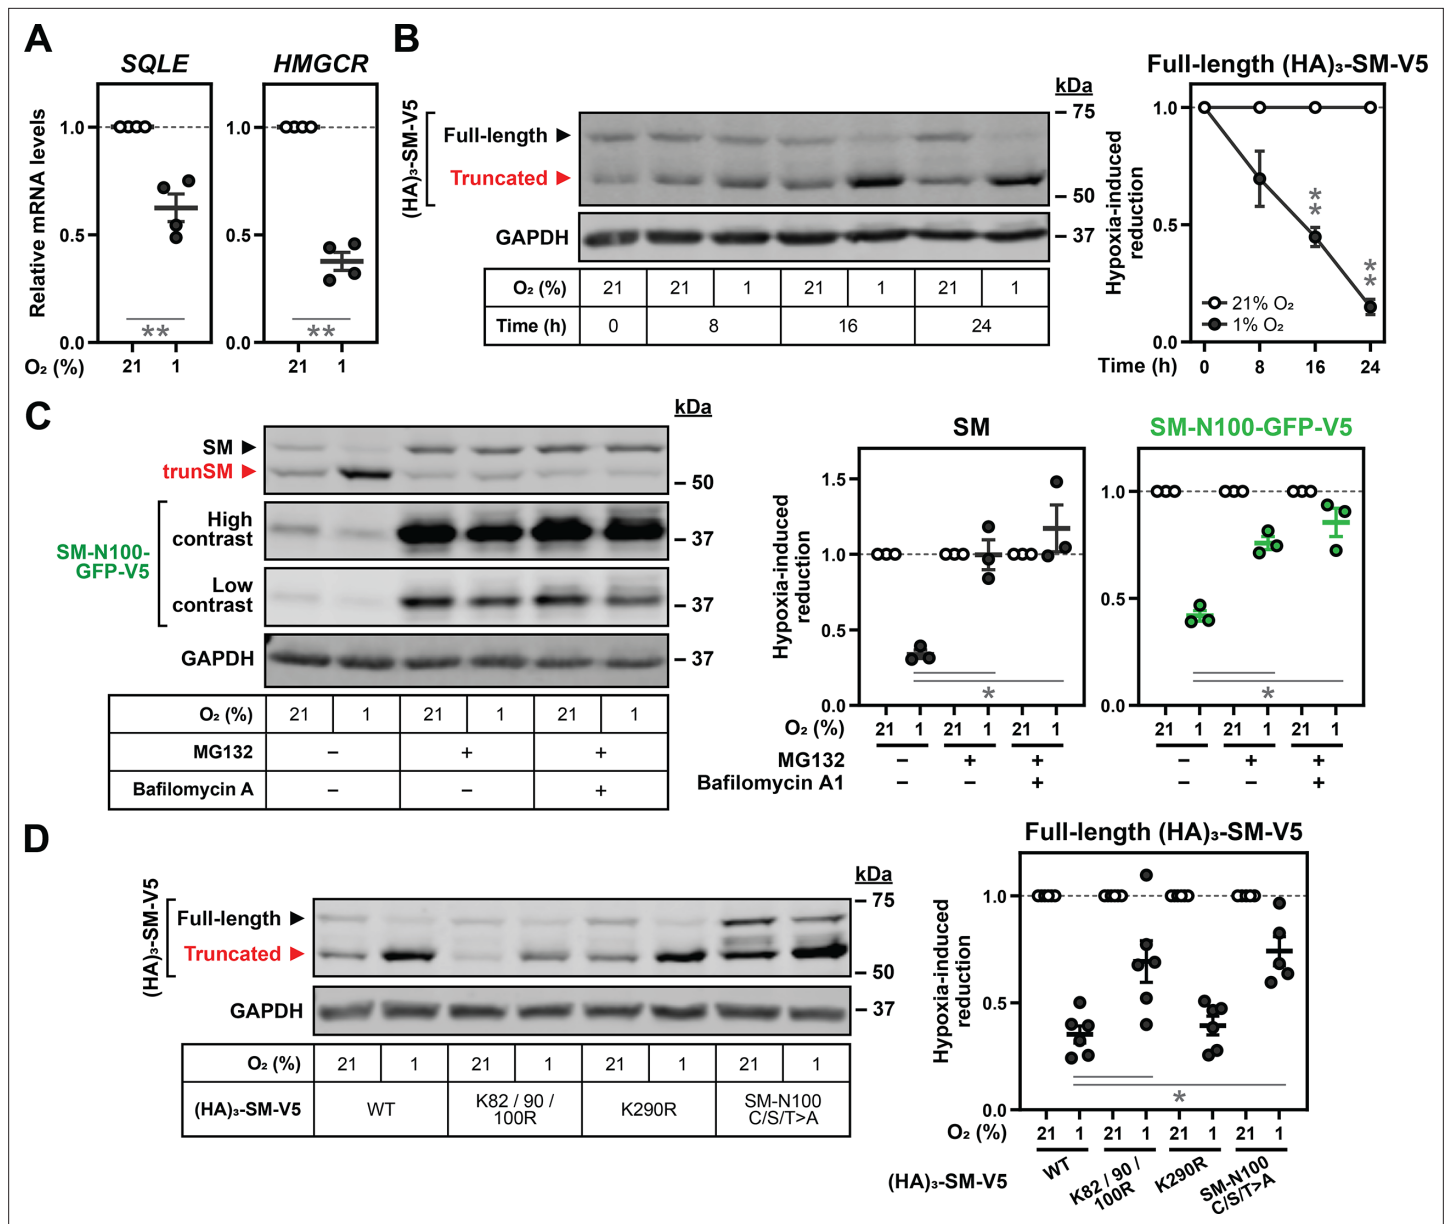 A
SQLE
HMGCR
Relative mRNA levels
1.0
0.5
0.0
**
1.0
0.5
0.0
**
O₂ (%)
21
1
21
1
B
(HA)₃-SM-V5
Full-length ►
Truncated ►
GAPDH
kDa
– 75
– 50
– 37
O₂ (%) 21 21 1 21 1 21 1
Time (h) 0 8 16 24
Full-length (HA)₃-SM-V5
Hypoxia-induced
reduction
1.0
0.5
0.0
**
**
21% O₂
1% O₂
Time (h) 0 8 16 24
C
kDa
SM ►
trunSM ►
– 50
SM-N100-
GFP-V5
High
contrast
– 37
Low
contrast
– 37
GAPDH
– 37
O₂ (%) 21 1 21 1 21 1
MG132 – + +
Bafilomycin A – – +
SM
Hypoxia-induced
reduction
1.5
1.0
0.5
0.0
*
O₂ (%) 21 1 21 1 21 1
MG132 – + +
Bafilomycin A1 – – +
SM-N100-GFP-V5
1.0
0.5
0.0
*
21 1 21 1 21 1
– + +
– – +
D
(HA)₃-SM-V5
Full-length ►
Truncated ►
GAPDH
kDa
– 75
– 50
– 37
O₂ (%) 21 1 21 1 21 1 21 1
(HA)₃-SM-V5 WT K82 / 90 / 100R K290R SM-N100 C/S/T>A
Full-length (HA)₃-SM-V5
Hypoxia-induced
reduction
1.0
0.5
0.0
*
O₂ (%) 21 1 21 1 21 1 21 1
(HA)₃-SM-V5
WT
K82 / 90 /
100R
K290R
SM-N100
C/S/T>A